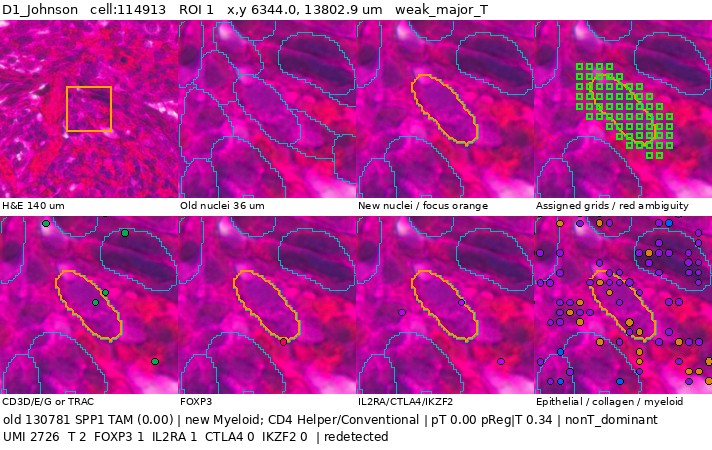 D1_Johnson   cell:114913   ROI 1   x,y 6344.0, 13802.9 um   weak_major_T
H&E 140 um
Old nuclei 36 um
New nuclei / focus orange
Assigned grids / red ambiguity
CD3D/E/G or TRAC
FOXP3
IL2RA/CTLA4/IKZF2
Epithelial / collagen / myeloid
old 130781 SPP1 TAM (0.00) | new Myeloid; CD4 Helper/Conventional | pT 0.00 pReg|T 0.34 | nonT_dominant
UMI 2726  T 2  FOXP3 1  IL2RA 1  CTLA4 0  IKZF2 0  | redetected